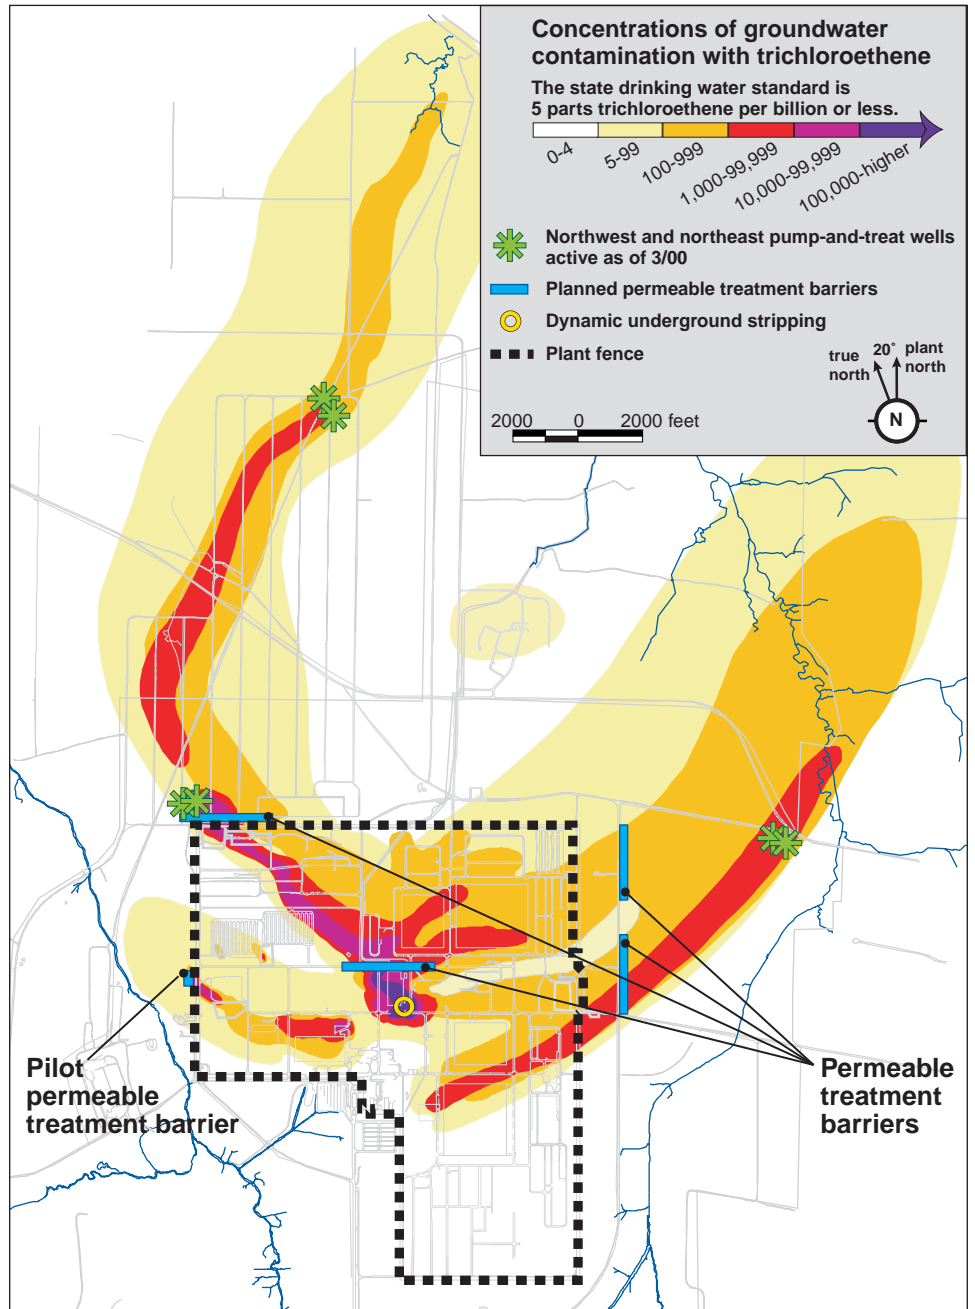 Concentrations of groundwater
contamination with trichloroethene
The state drinking water standard is
5 parts trichloroethene per billion or less.
0-4
5-99
100-999
1,000-99,999
10,000-99,999
100,000-higher
Northwest and northeast pump-and-treat wells
active as of 3/00
Planned permeable treatment barriers
Dynamic underground stripping
Plant fence
true
north
20˚
plant
north
N
2000 0 2000 feet
Pilot
permeable
treatment barrier
Permeable
treatment
barriers